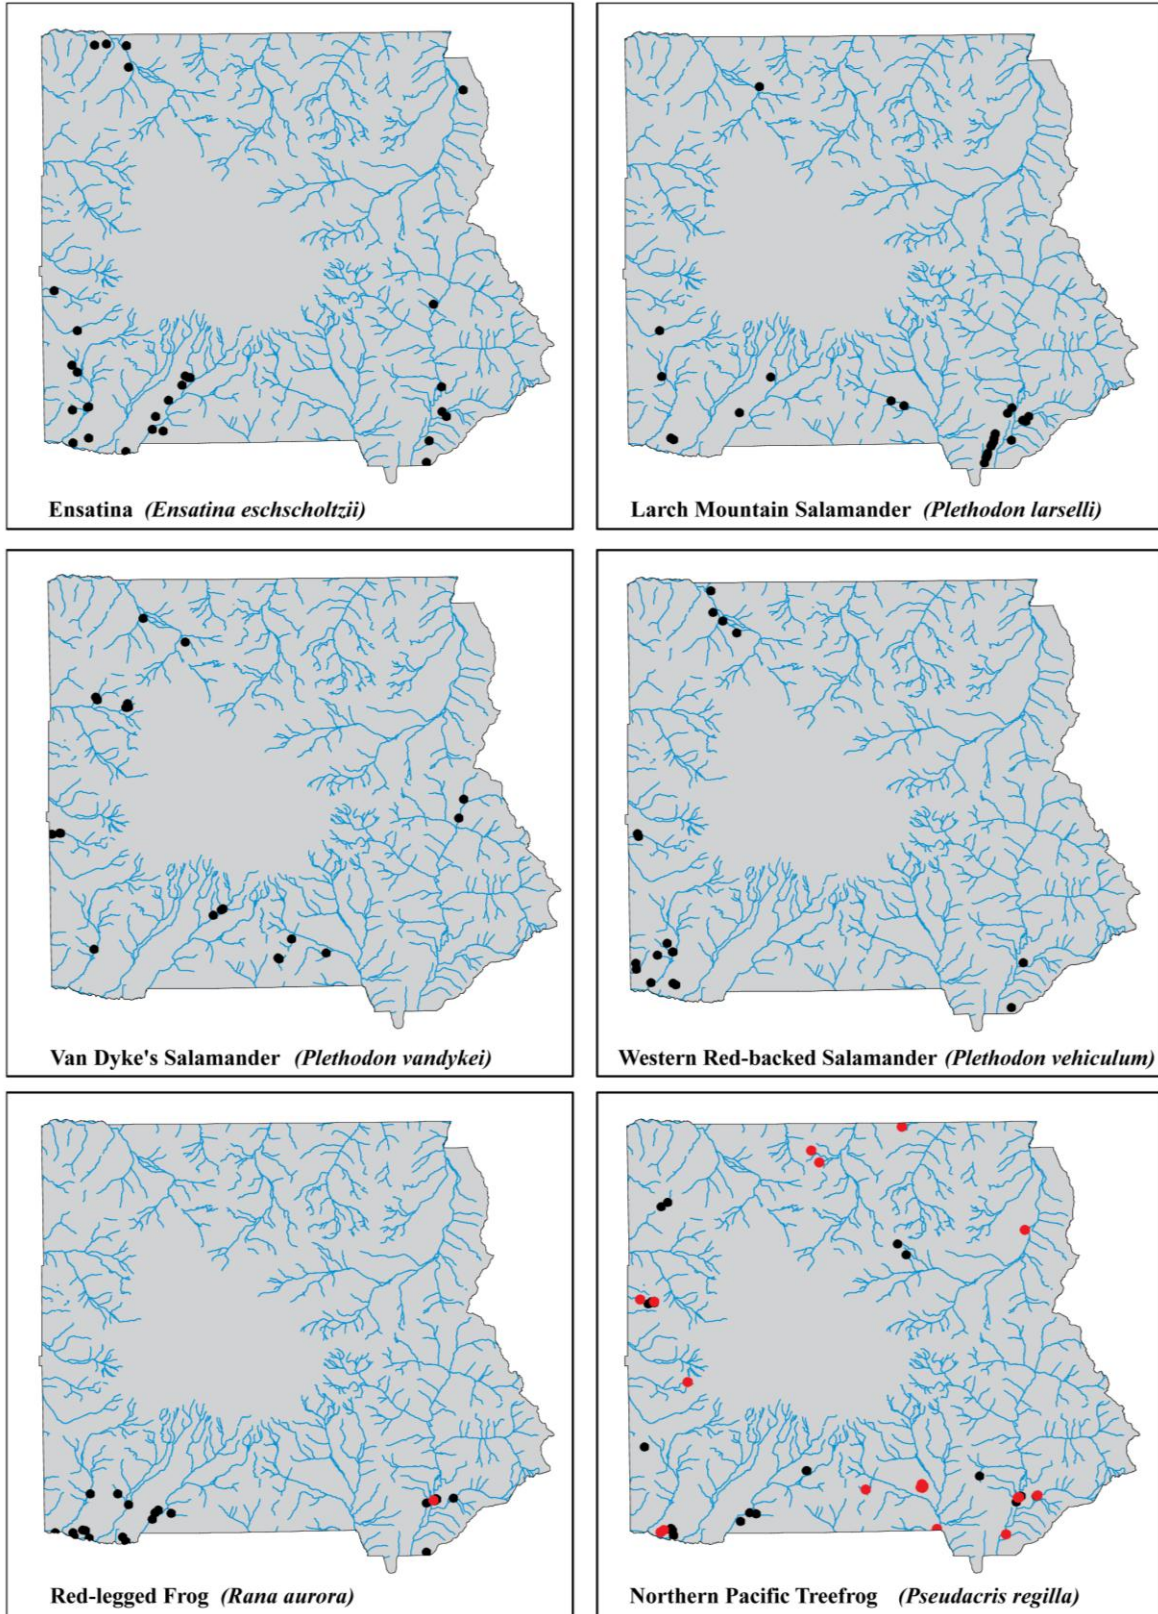 Ensatina (Ensatina eschscholtzii)
Larch Mountain Salamander (Plethodon larselli)
Van Dyke's Salamander (Plethodon vandykei)
Western Red-backed Salamander (Plethodon vehiculum)
Red-legged Frog (Rana aurora)
Northern Pacific Treefrog (Pseudacris regilla)